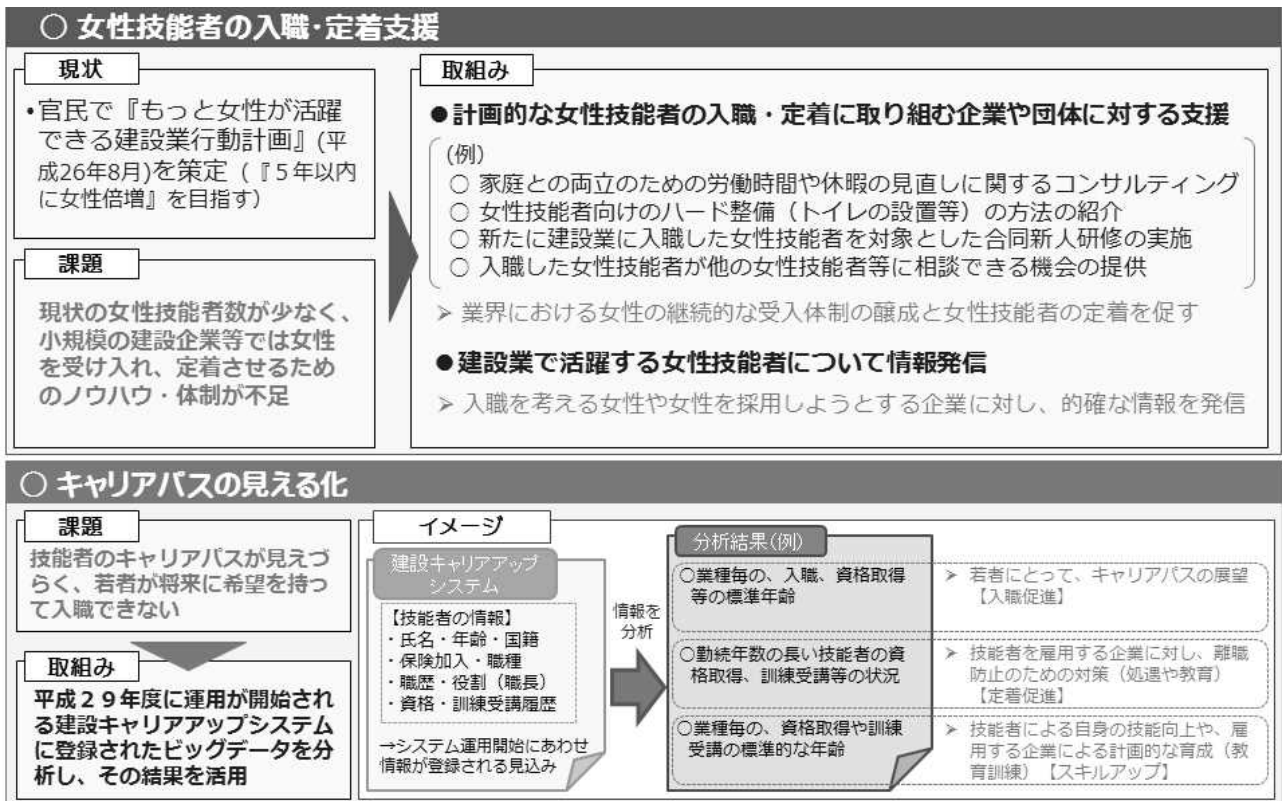 ○ 女性技能者の入職･定着支援
現状
・官民で『もっと女性が活躍
できる建設業行動計画』(平
成26年8月)を策定（『５年以内
に女性倍増』を目指す）
課題
現状の女性技能者数が少なく、
小規模の建設企業等では女性
を受け入れ、定着させるため
のノウハウ・体制が不足
取組み
●計画的な女性技能者の入職・定着に取り組む企業や団体に対する支援
(例)
○ 家庭との両立のための労働時間や休暇の見直しに関するコンサルティング
○ 女性技能者向けのハード整備（トイレの設置等）の方法の紹介
○ 新たに建設業に入職した女性技能者を対象とした合同新人研修の実施
○ 入職した女性技能者が他の女性技能者等に相談できる機会の提供
➢ 業界における女性の継続的な受入体制の醸成と女性技能者の定着を促す
●建設業で活躍する女性技能者について情報発信
➢ 入職を考える女性や女性を採用しようとする企業に対し、的確な情報を発信
○ キャリアパスの見える化
課題
技能者のキャリアパスが見えづ
らく、若者が将来に希望を持っ
て入職できない
取組み
平成２９年度に運用が開始され
る建設キャリアアップシステム
に登録されたビッグデータを分
析し、その結果を活用
イメージ
建設キャリアアップ
システム
【技能者の情報】
・氏名・年齢・国籍
・保険加入・職種
・職歴・役割（職長）
・資格・訓練受講履歴
→システム運用開始にあわせ
情報が登録される見込み
情報を
分析
分析結果(例)
○業種毎の、入職、資格取得
等の標準年齢
➢ 若者にとって、キャリアパスの展望
【入職促進】
○勤続年数の長い技能者の資
格取得、訓練受講等の状況
➢ 技能者を雇用する企業に対し、離職
防止のための対策（処遇や教育）
【定着促進】
○業種毎の、資格取得や訓練
受講の標準的な年齢
➢ 技能者による自身の技能向上や、雇
用する企業による計画的な育成（教
育訓練）【スキルアップ】